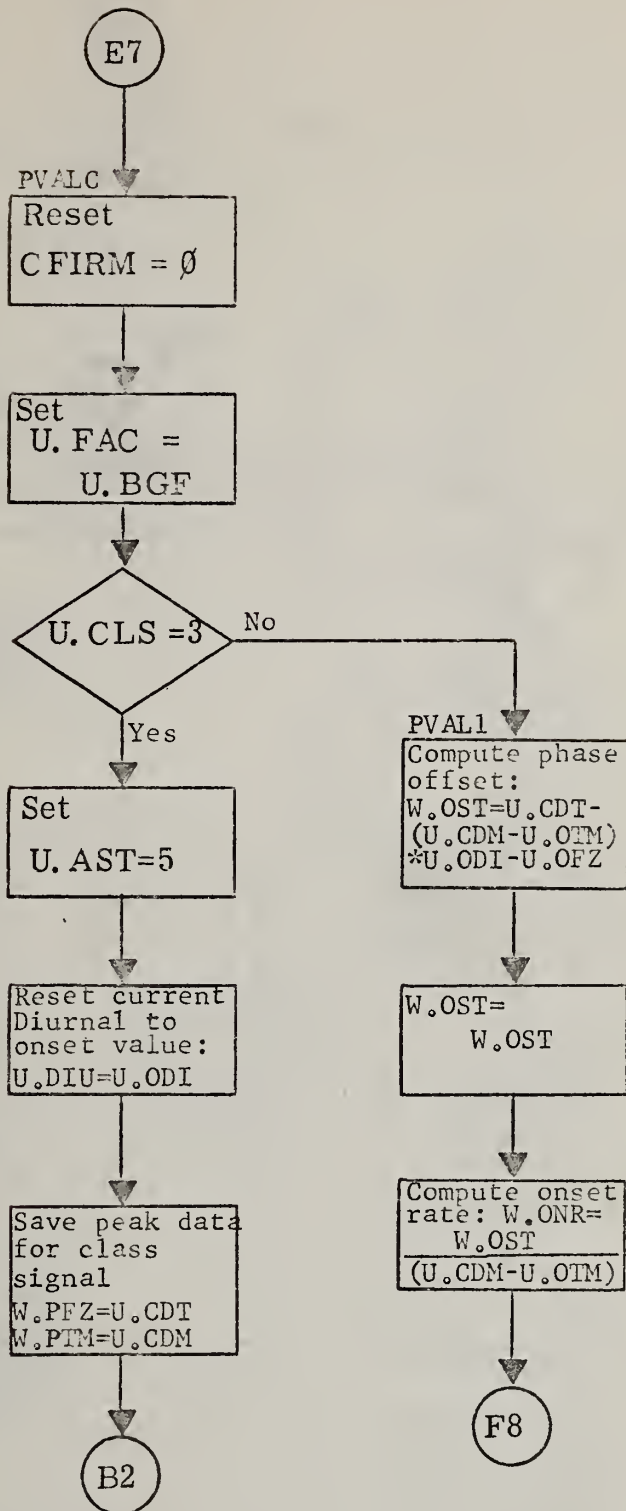 E7
PVALC
Reset
CFIRM = Ø
Set
U.FAC =
U.BGF
U.CLS =3
No
Yes
Set
U.AST=5
Reset current
Diurnal to
onset value:
U.DIU=U.ODI
Save peak data
for class
signal
W.PFZ=U.CDT
W.PTM=U.CDM
B2
PVAL1
Compute phase
offset:
W.OST=U.CDT-
(U.CDM-U.OTM)
*U.ODI-U.OFZ
W.OST=
W.OST
Compute onset
rate: W.ONR=
W.OST
(U.CDM-U.OTM)
F8